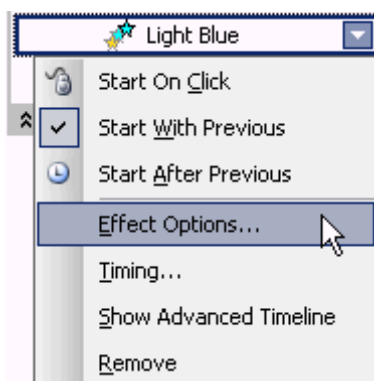 Light Blue
Start On Click
Start With Previous
Start After Previous
Effect Options...
Timing...
Show Advanced Timeline
Remove